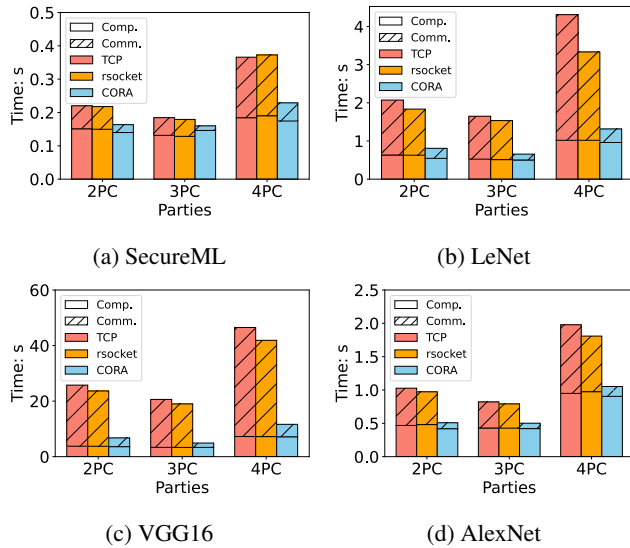 0.5
0.4
0.3
0.2
0.1
0.0
Time: s
Comp.
Comm.
TCP
rsocket
CORA
2PC 3PC 4PC
Parties
(a) SecureML
4
3
2
1
0
Time: s
Comp.
Comm.
TCP
rsocket
CORA
2PC 3PC 4PC
Parties
(b) LeNet
60
40
20
0
Time: s
Comp.
Comm.
TCP
rsocket
CORA
2PC 3PC 4PC
Parties
(c) VGG16
2.5
2.0
1.5
1.0
0.5
0.0
Time: s
Comp.
Comm.
TCP
rsocket
CORA
2PC 3PC 4PC
Parties
(d) AlexNet